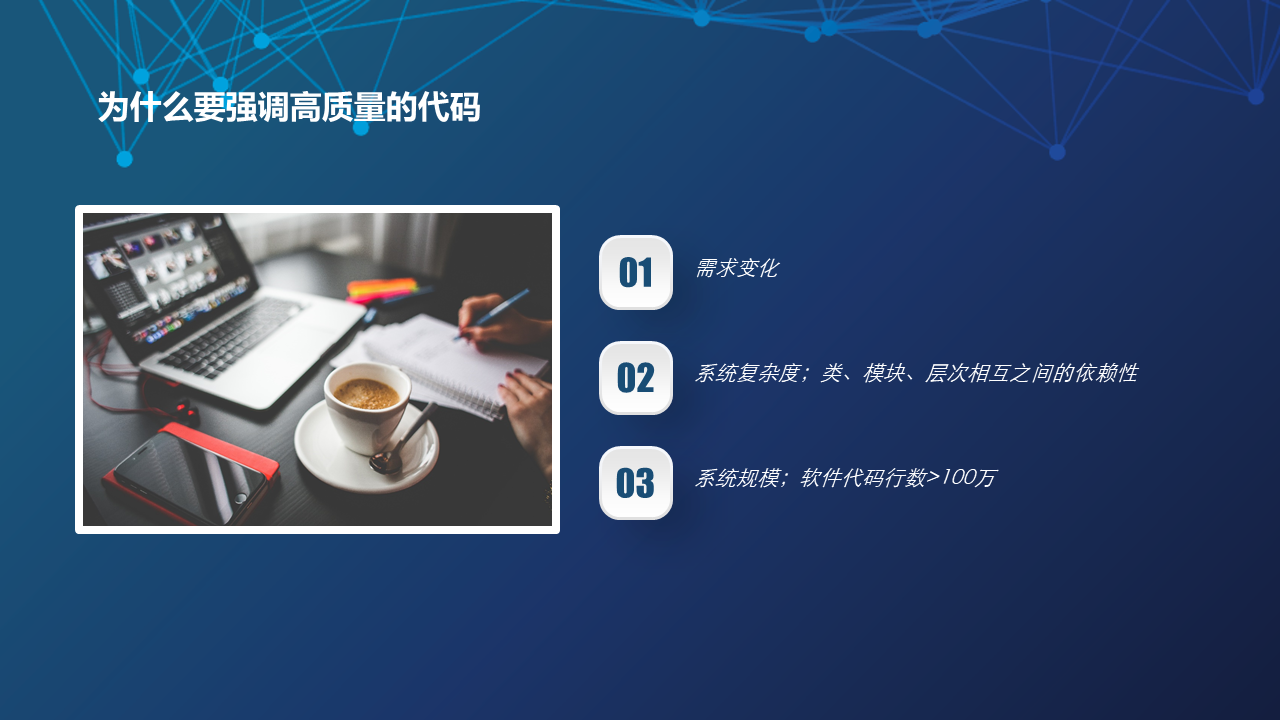 为什么要强调高质量的代码
01
需求变化
02
系统复杂度；类、模块、层次相互之间的依赖性
03
系统规模；软件代码行数>100万